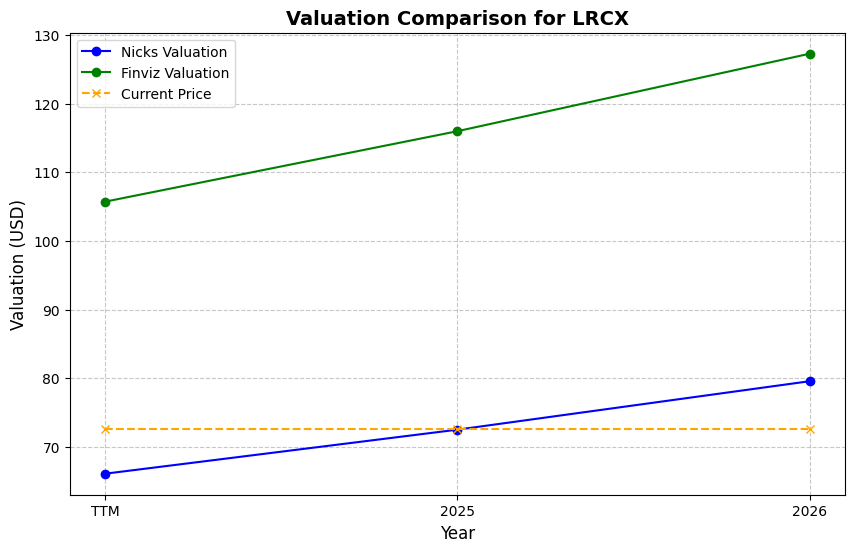 Valuation Comparison for LRCX
Nicks Valuation
Finviz Valuation
Current Price
Valuation (USD)
130
120
110
100
90
80
70
TTM
2025
2026
Year